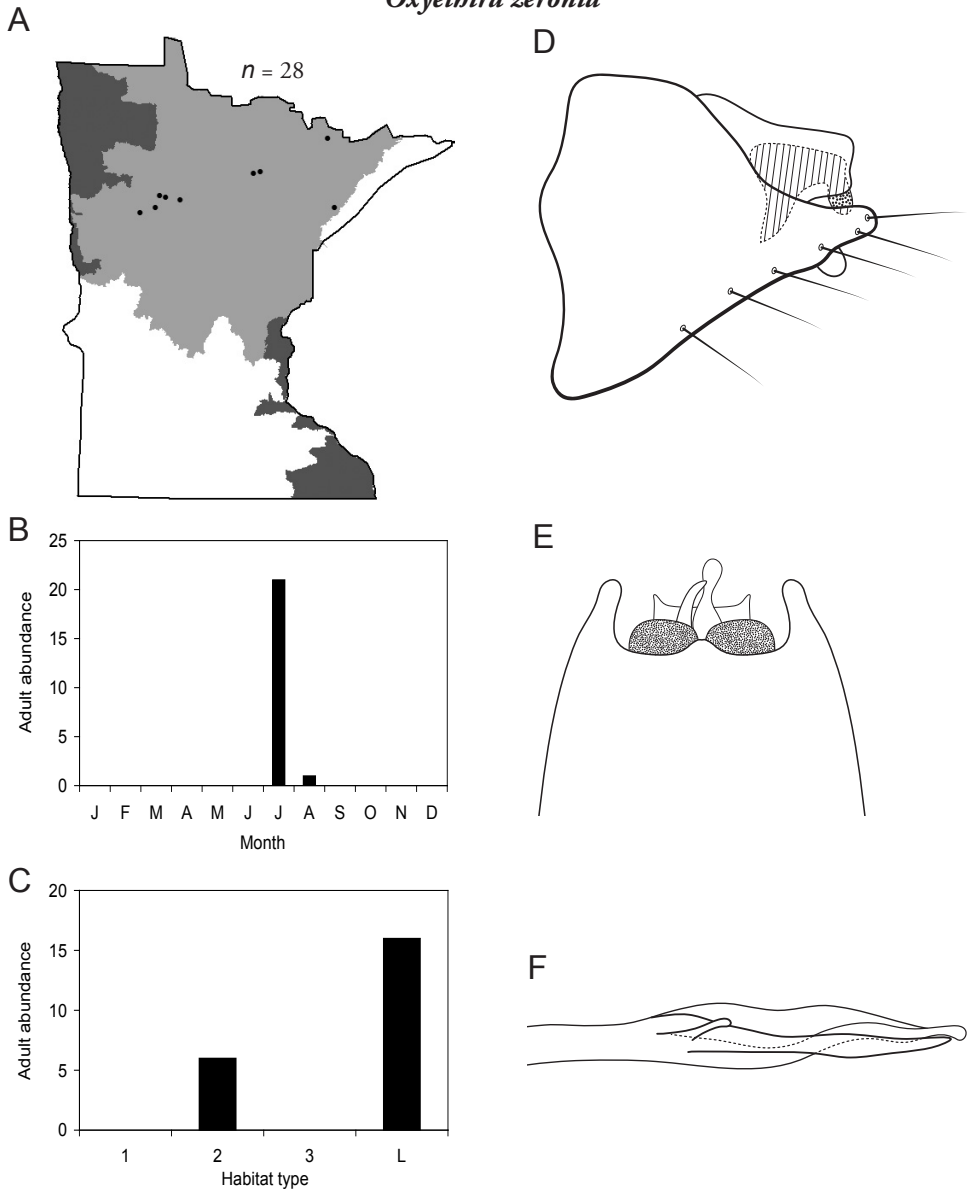 Oxyethira zeronia
A
n = 28
B
25
20
15
10
5
0
Adult abundance
J F M A M J J A S O N D
Month
C
20
15
10
5
0
Adult abundance
1 2 3 L
Habitat type
D
E
F